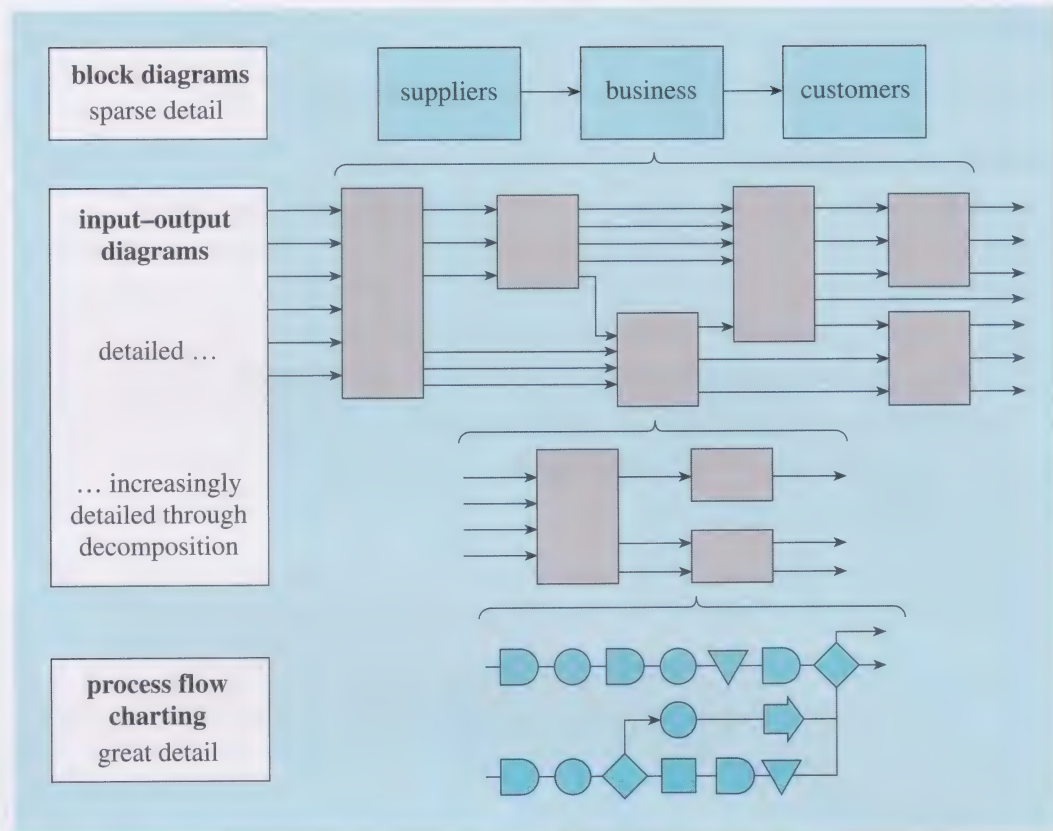 block diagrams
sparse detail
suppliers
business
customers
input–output
diagrams
detailed ...
... increasingly
detailed through
decomposition
process flow
charting
great detail